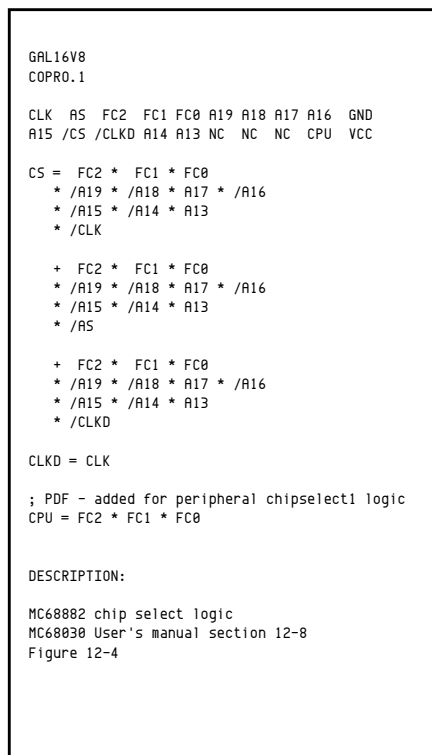 GAL16V8
COPRO.1
CLK AS FC2 FC1 FC0 A19 A18 A17 A16 GND
A15 /CS /CLKD A14 A13 NC NC NC CPU VCC
CS = FC2 * FC1 * FC0
* /A19 * /A18 * A17 * /A16
* /A15 * /A14 * A13
* /CLK
+ FC2 * FC1 * FC0
* /A19 * /A18 * A17 * /A16
* /A15 * /A14 * A13
* /AS
+ FC2 * FC1 * FC0
* /A19 * /A18 * A17 * /A16
* /A15 * /A14 * A13
* /CLKD
CLKD = CLK
; PDF - added for peripheral chipselect1 logic
CPU = FC2 * FC1 * FC0
DESCRIPTION:
MC68882 chip select logic
MC68030 User's manual section 12-8
Figure 12-4